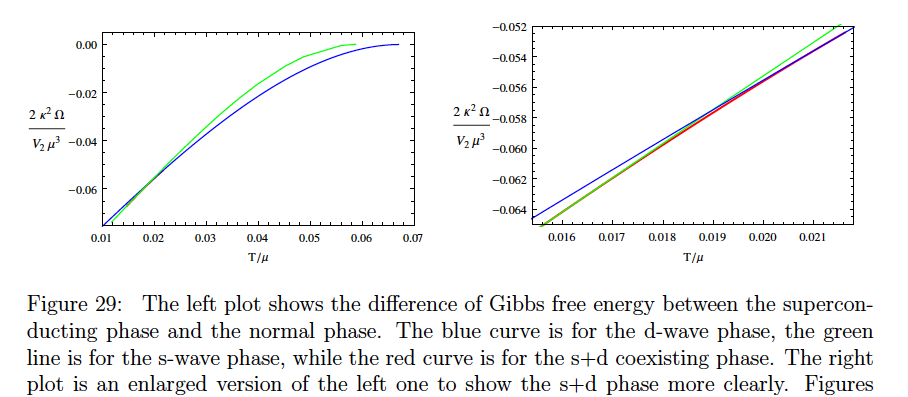 0.00
−0.02
−0.04
−0.06
2 κ² Ω
V₂ μ³
0.01 0.02 0.03 0.04 0.05 0.06 0.07
T/μ
−0.052
−0.054
−0.056
−0.058
−0.060
−0.062
−0.064
2 κ² Ω
V₂ μ³
0.016 0.017 0.018 0.019 0.020 0.021
T/μ
Figure 29: The left plot shows the difference of Gibbs free energy between the supercon-
ducting phase and the normal phase. The blue curve is for the d-wave phase, the green
line is for the s-wave phase, while the red curve is for the s+d coexisting phase. The right
plot is an enlarged version of the left one to show the s+d phase more clearly. Figures